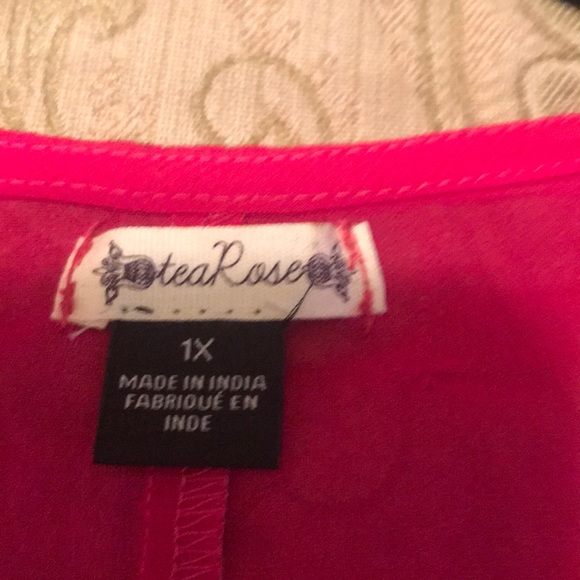 teaRose
1X
MADE IN INDIA
FABRIQUÉ EN
INDE